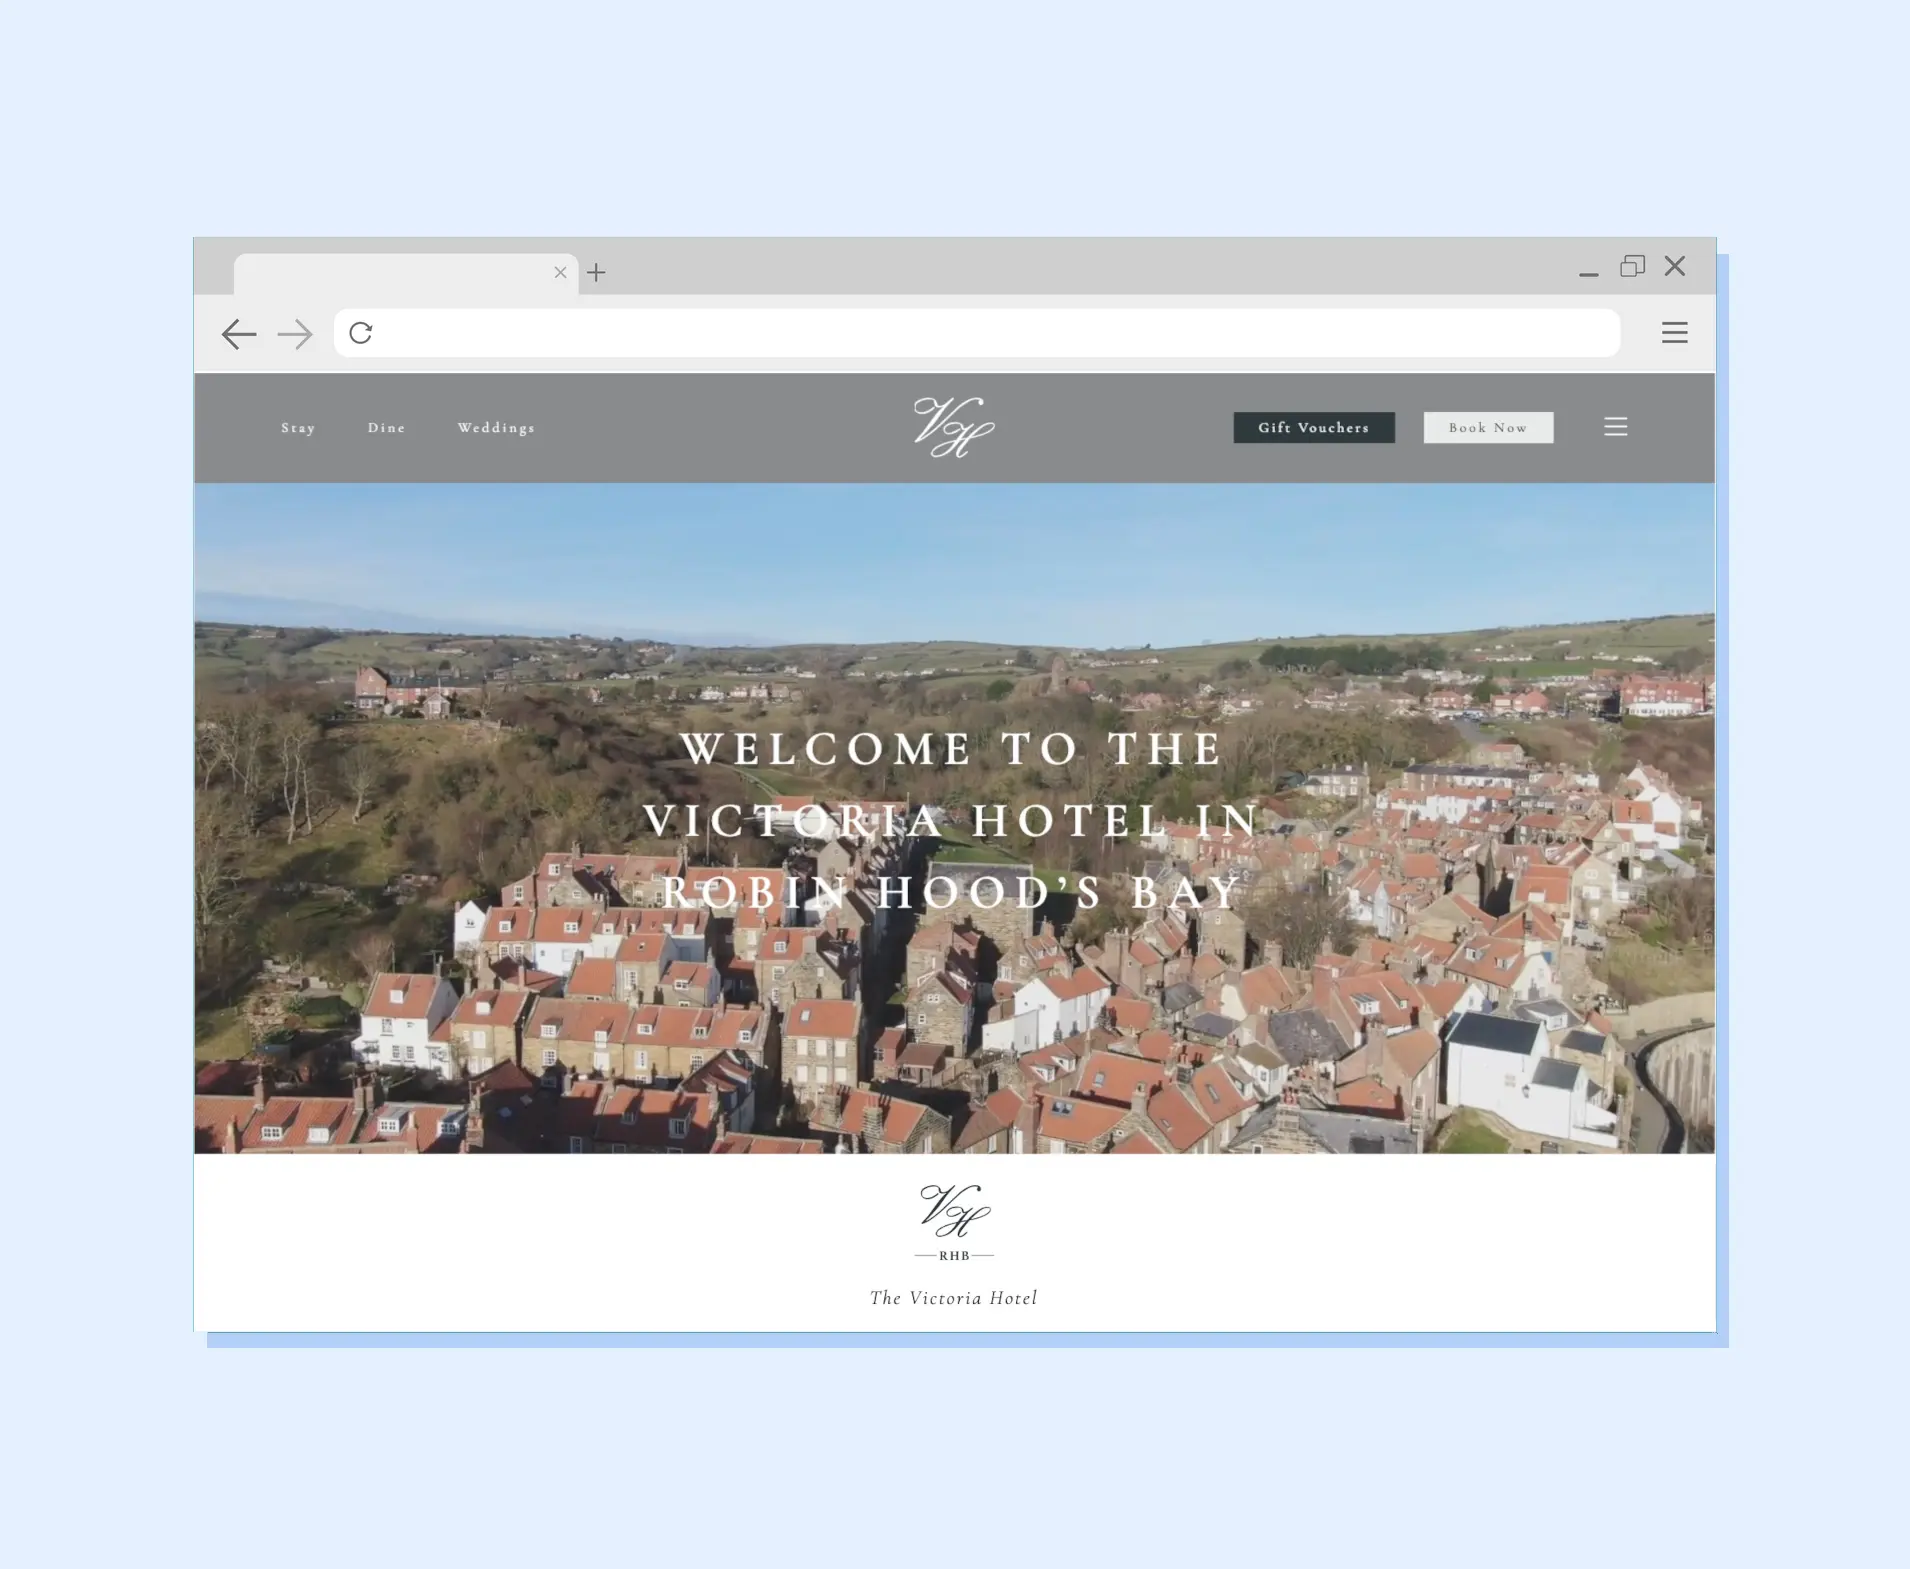 Stay
Dine
Weddings
VH
Gift Vouchers
Book Now
WELCOME TO THE
VICTORIA HOTEL IN
ROBIN HOOD’S BAY
VH
RHB
The Victoria Hotel